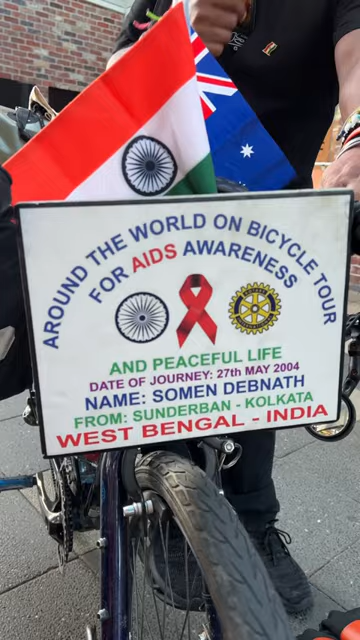 AROUND THE WORLD ON BICYCLE TOUR
FOR AIDS AWARENESS
AND PEACEFUL LIFE
DATE OF JOURNEY: 27th MAY 2004
NAME: SOMEN DEBNATH
FROM: SUNDERBAN - KOLKATA
WEST BENGAL - INDIA